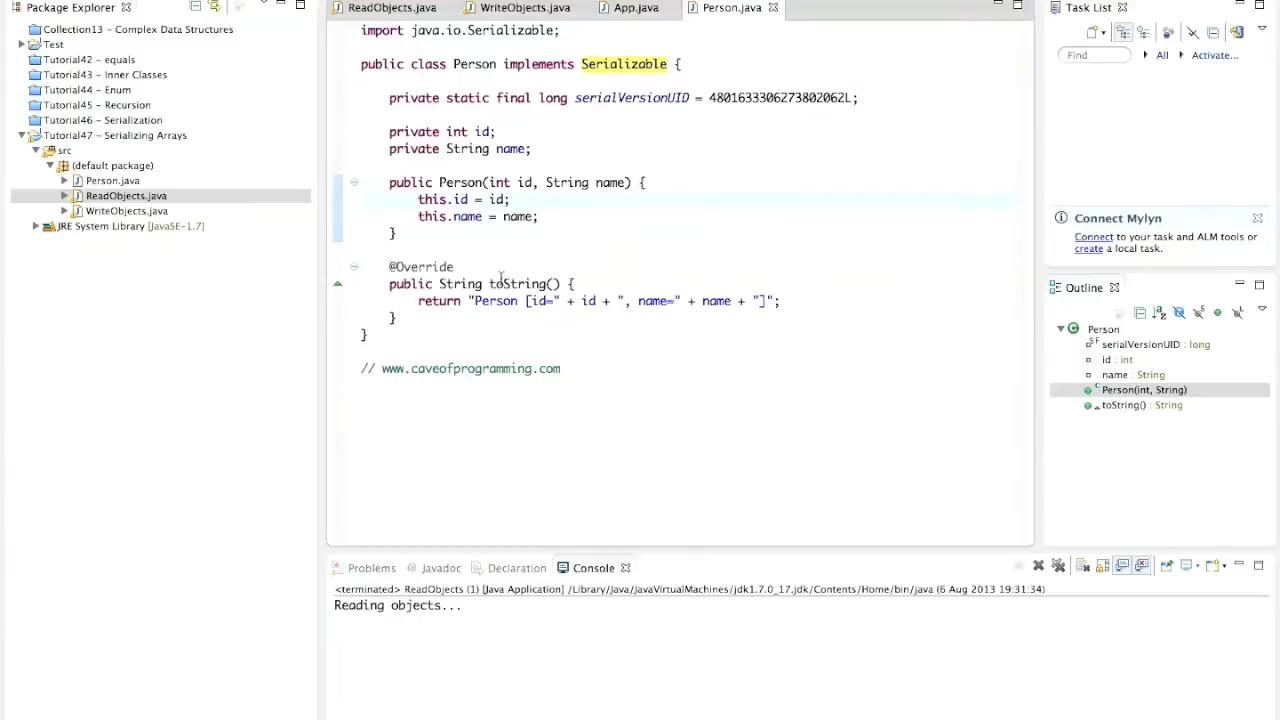 Package Explorer
Collection13 - Complex Data Structures
Test
Tutorial42 - equals
Tutorial43 - Inner Classes
Tutorial44 - Enum
Tutorial45 - Recursion
Tutorial46 - Serialization
Tutorial47 - Serializing Arrays
src
(default package)
Person.java
ReadObjects.java
WriteObjects.java
JRE System Library [JavaSE-1.7]
ReadObjects.java WriteObjects.java App.java Person.java
import java.io.Serializable;
public class Person implements Serializable {
private static final long serialVersionUID = 4801633306273802062L;
private int id;
private String name;
public Person(int id, String name) {
this.id = id;
this.name = name;
}
@Override
public String toString() {
return "Person [id=" + id + ", name=" + name + "]";
}
}
// www.caveofprogramming.com
Task List
Find All Activate...
Connect Mylyn
Connect to your task and ALM tools or
create a local task.
Outline
Person
serialVersionUID : long
id : int
name : String
Person(int, String)
toString() : String
Problems Javadoc Declaration Console
<terminated> ReadObjects (1) [Java Application] /Library/Java/JavaVirtualMachines/jdk1.7.0_17.jdk/Contents/Home/bin/java (6 Aug 2013 19:31:34)
Reading objects...